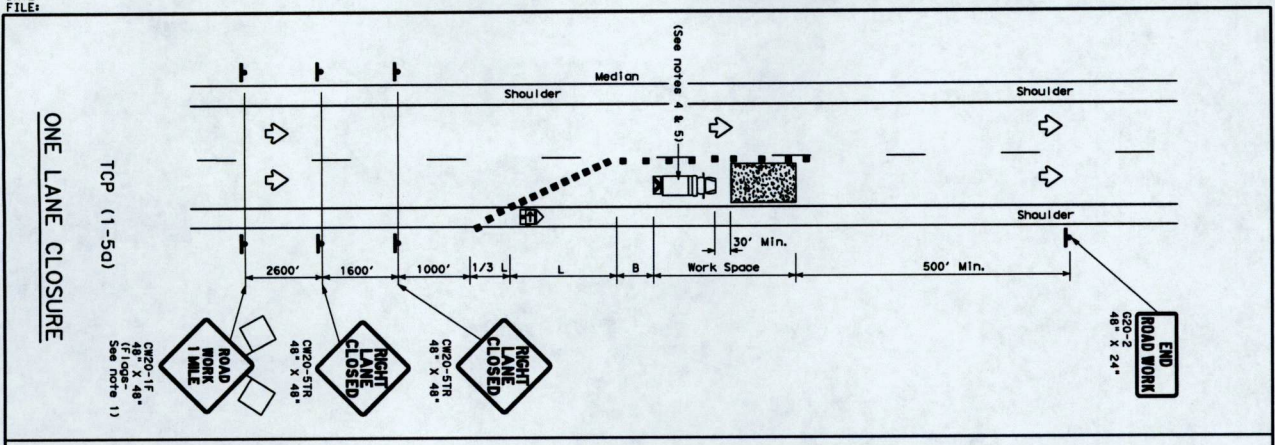 FILE:
(See notes 4 & 5)
Median
Shoulder
Shoulder
Shoulder
30' Min.
2600'
1600'
1000'
1/3 L
L
B
Work Space
500' Min.
ONE LANE CLOSURE
TCP (1-5a)
ROAD
WORK
1 MILE
CW20-1F
48" X 48"
(Flags-
See note 1)
RIGHT
LANE
CLOSED
CW20-5TR
48" X 48"
RIGHT
LANE
CLOSED
CW20-5TR
48" X 48"
END
ROAD WORK
G20-2
48" X 24"